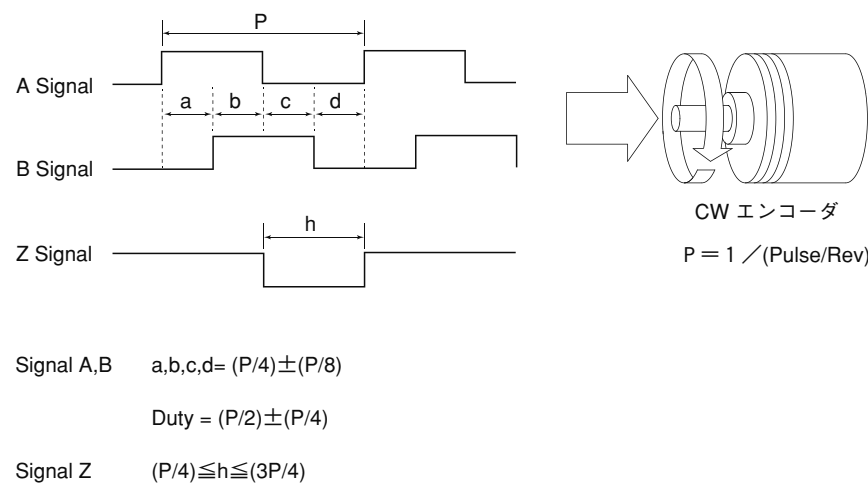 P
A Signal
a b c d
B Signal
h
Z Signal
CW エンコーダ
P = 1 ／(Pulse/Rev)
Signal A,B a,b,c,d= (P/4)±(P/8)
Duty = (P/2)±(P/4)
Signal Z (P/4)≦h≦(3P/4)